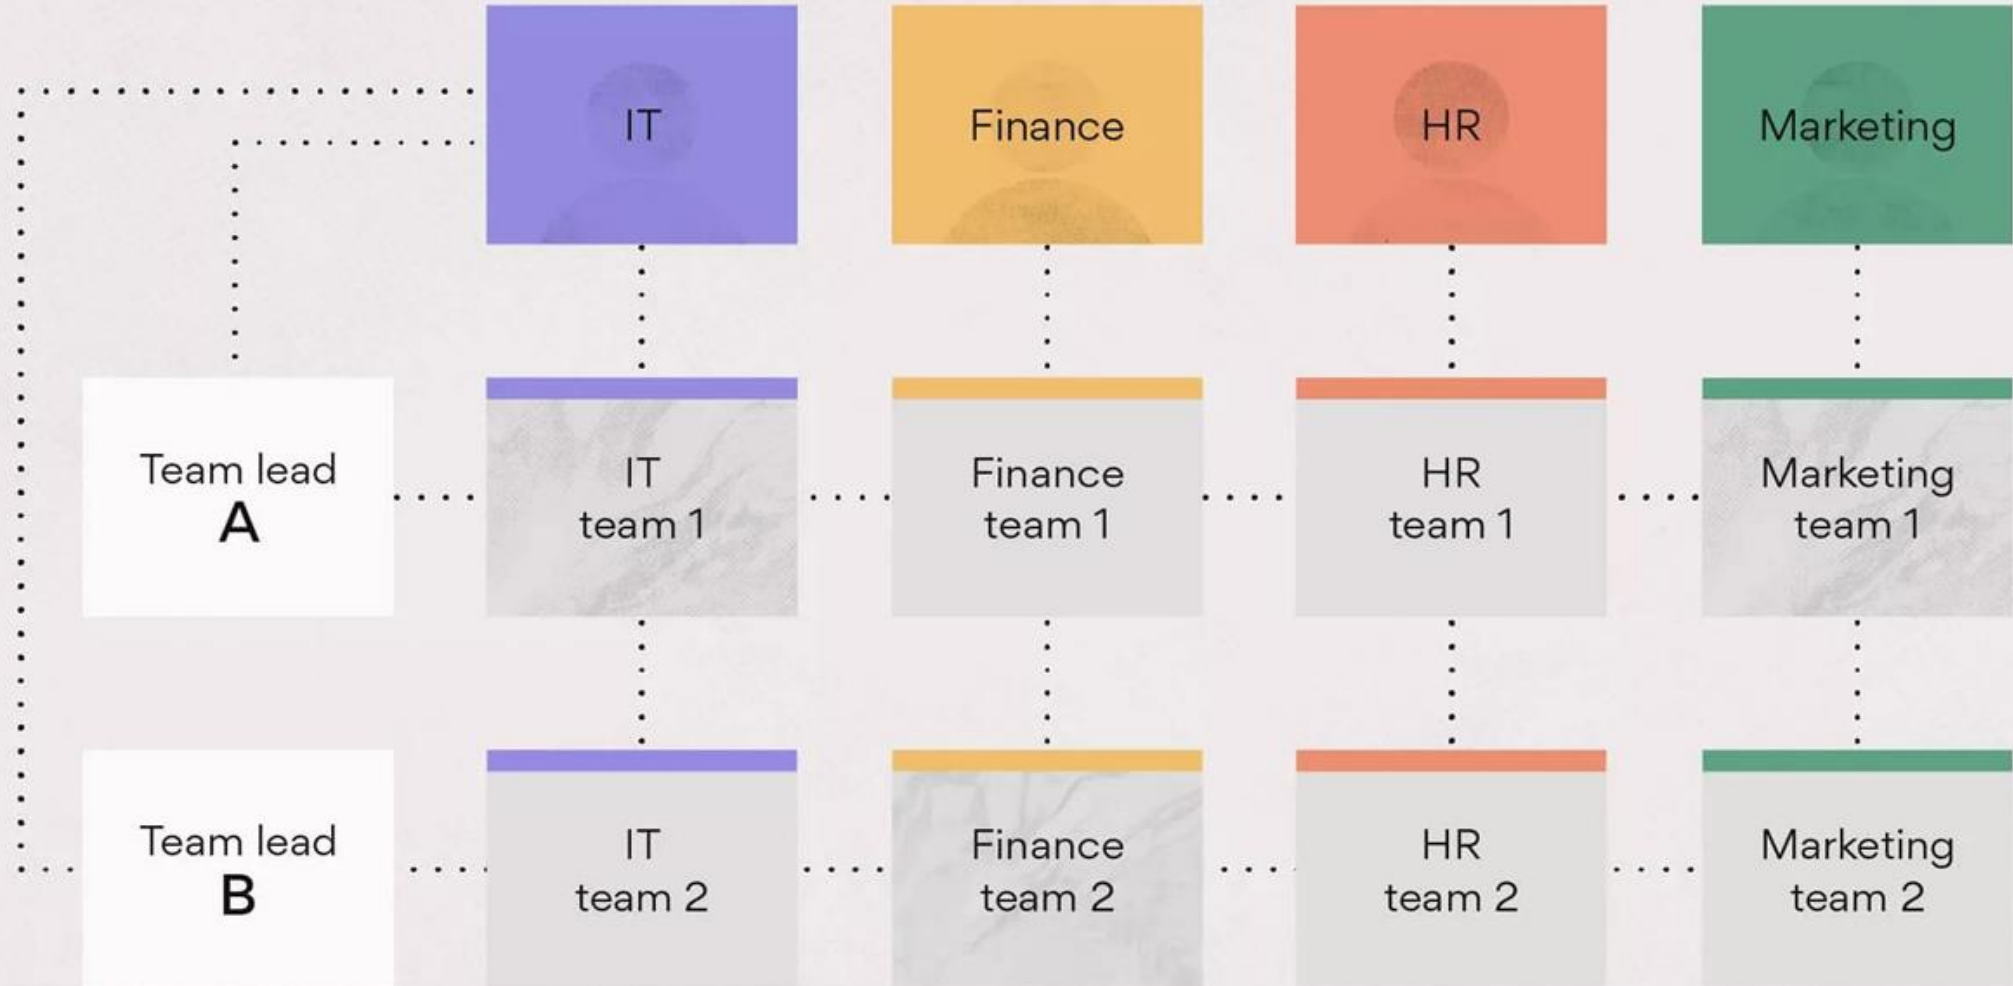 IT
Finance
HR
Marketing
Team lead
A
IT
team 1
Finance
team 1
HR
team 1
Marketing
team 1
Team lead
B
IT
team 2
Finance
team 2
HR
team 2
Marketing
team 2